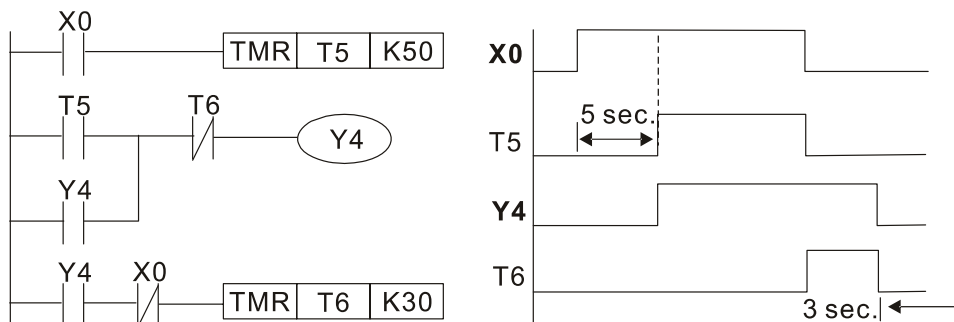 X0
TMR T5 K50
T5
T6
Y4
Y4
Y4
X0
TMR T6 K30
X0
5 sec.
T5
Y4
T6
3 sec.